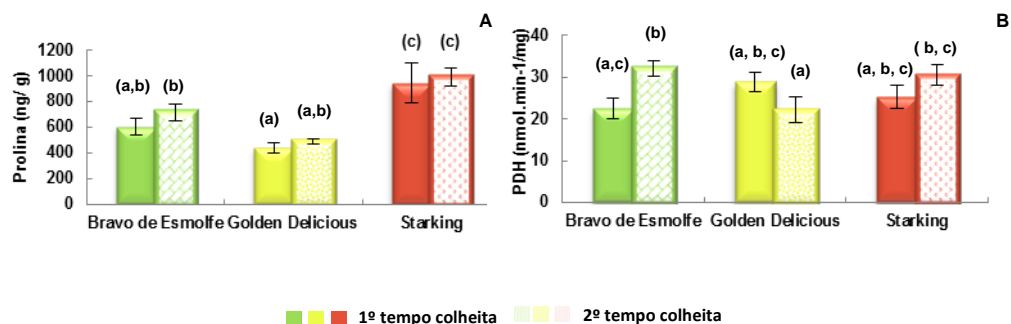 A
Prolina (ng/ g)
1200
1000
800
600
400
200
0
(a,b)
(b)
(a)
(a,b)
(c)
(c)
Bravo de Esmolfe Golden Delicious Starking
B
PDH (nmol.min-1/mg)
40
30
20
10
0
(a,c)
(b)
(a, b, c)
(a)
(a, b, c)
( b, c)
Bravo de Esmolfe Golden Delicious Starking
1º tempo colheita 2º tempo colheita